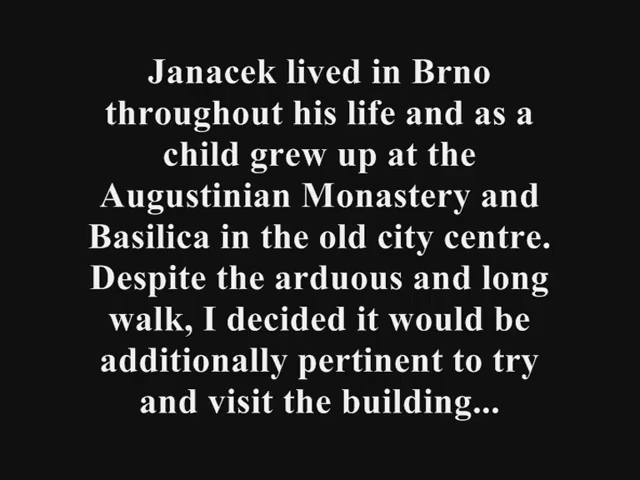 Janacek lived in Brno
throughout his life and as a
child grew up at the
Augustinian Monastery and
Basilica in the old city centre.
Despite the arduous and long
walk, I decided it would be
additionally pertinent to try
and visit the building...